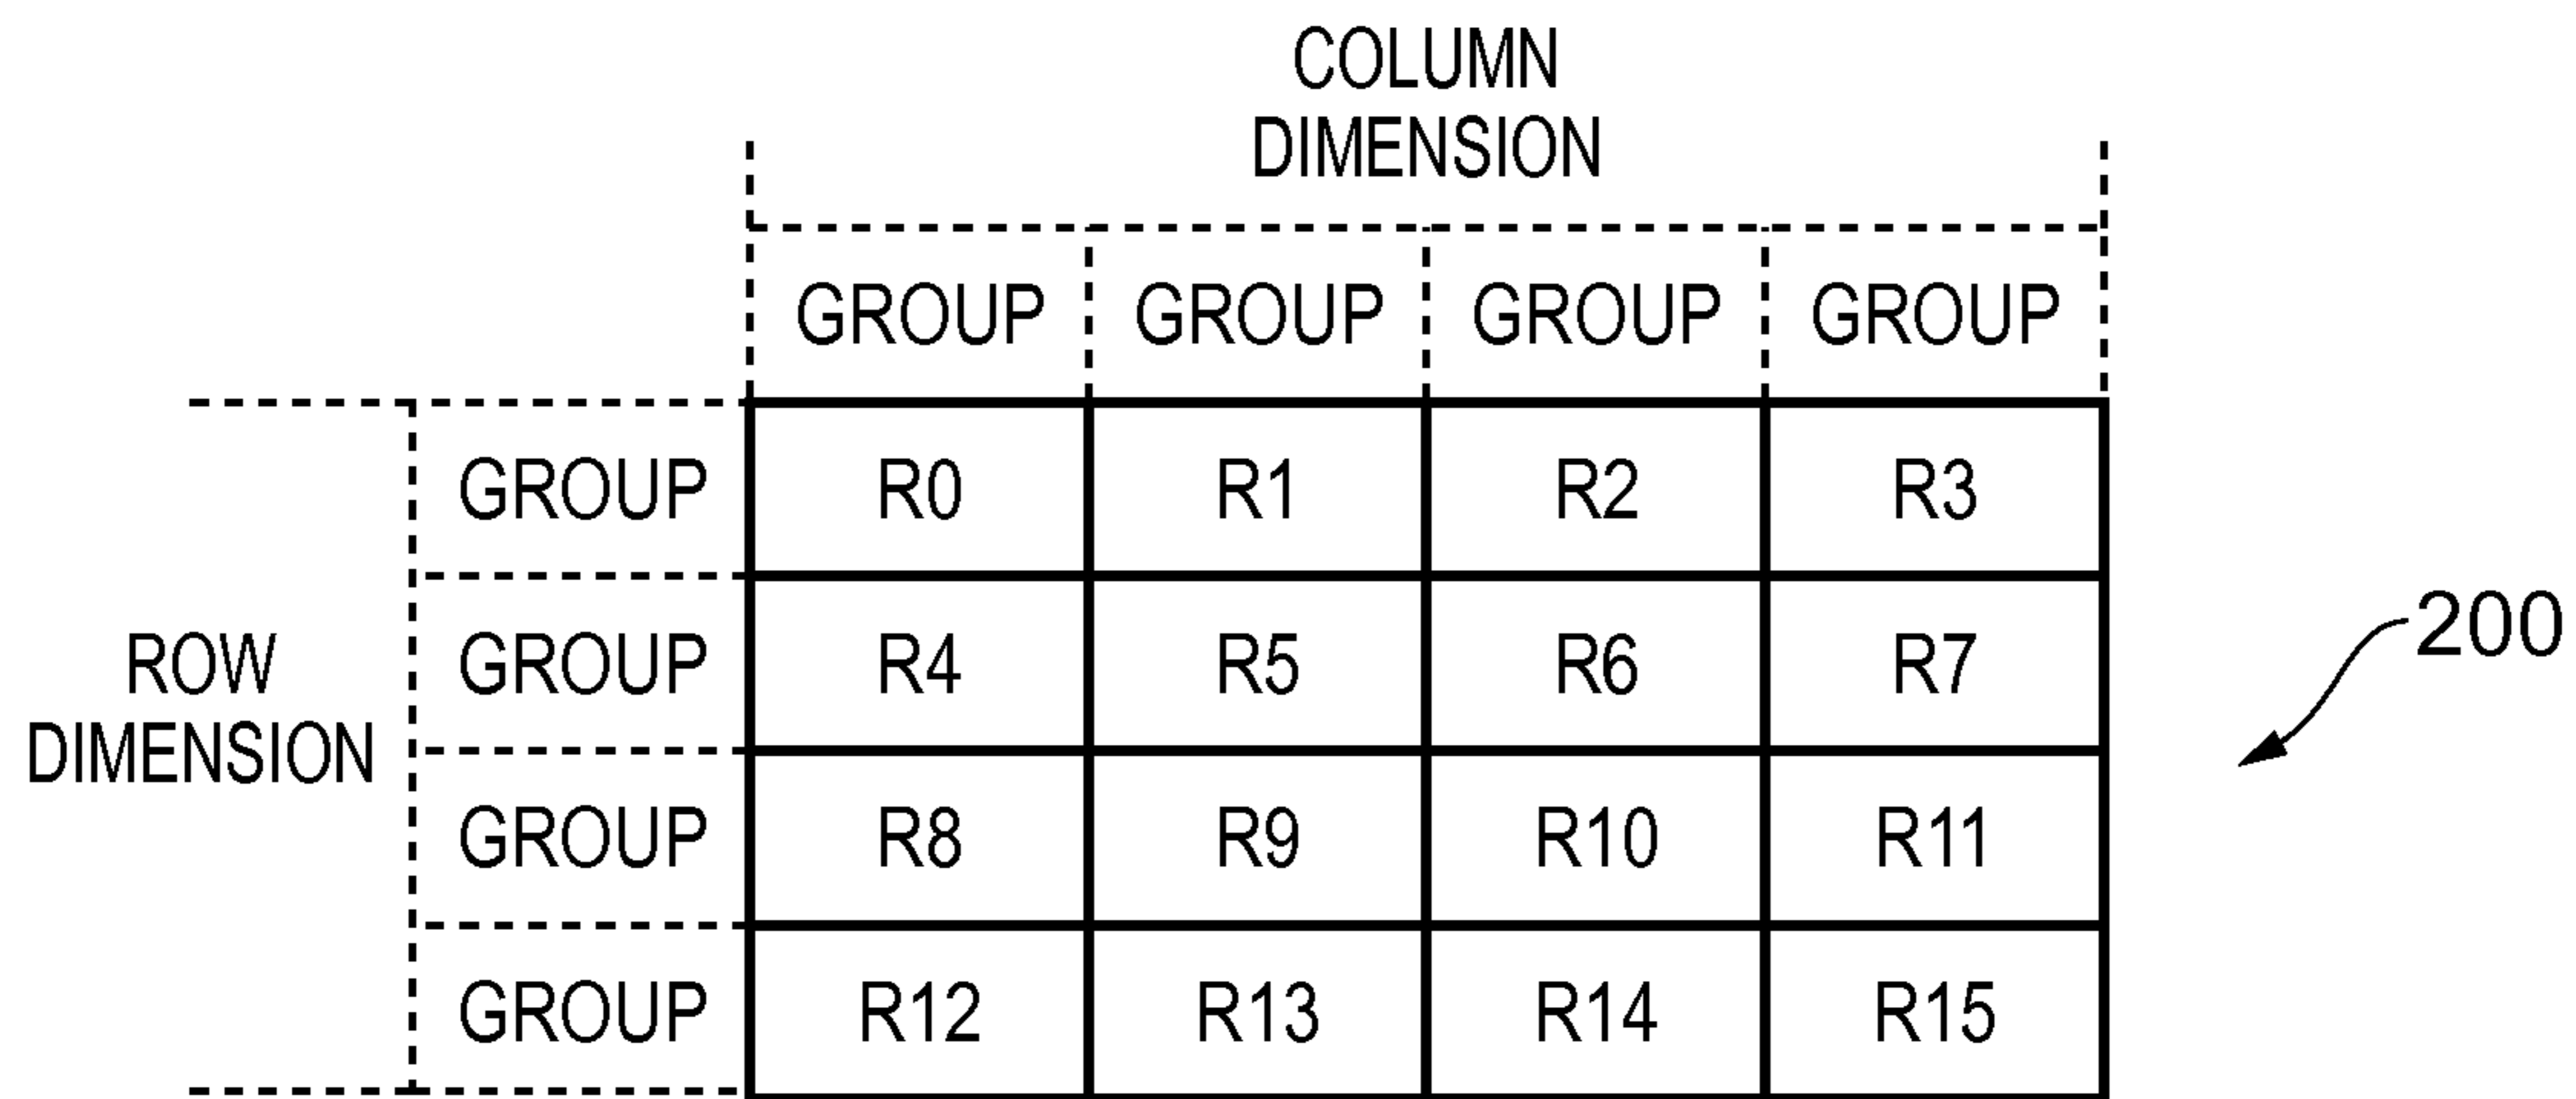 COLUMN
DIMENSION
GROUP GROUP GROUP GROUP
GROUP R0 R1 R2 R3
ROW
DIMENSION
GROUP R4 R5 R6 R7
200
GROUP R8 R9 R10 R11
GROUP R12 R13 R14 R15